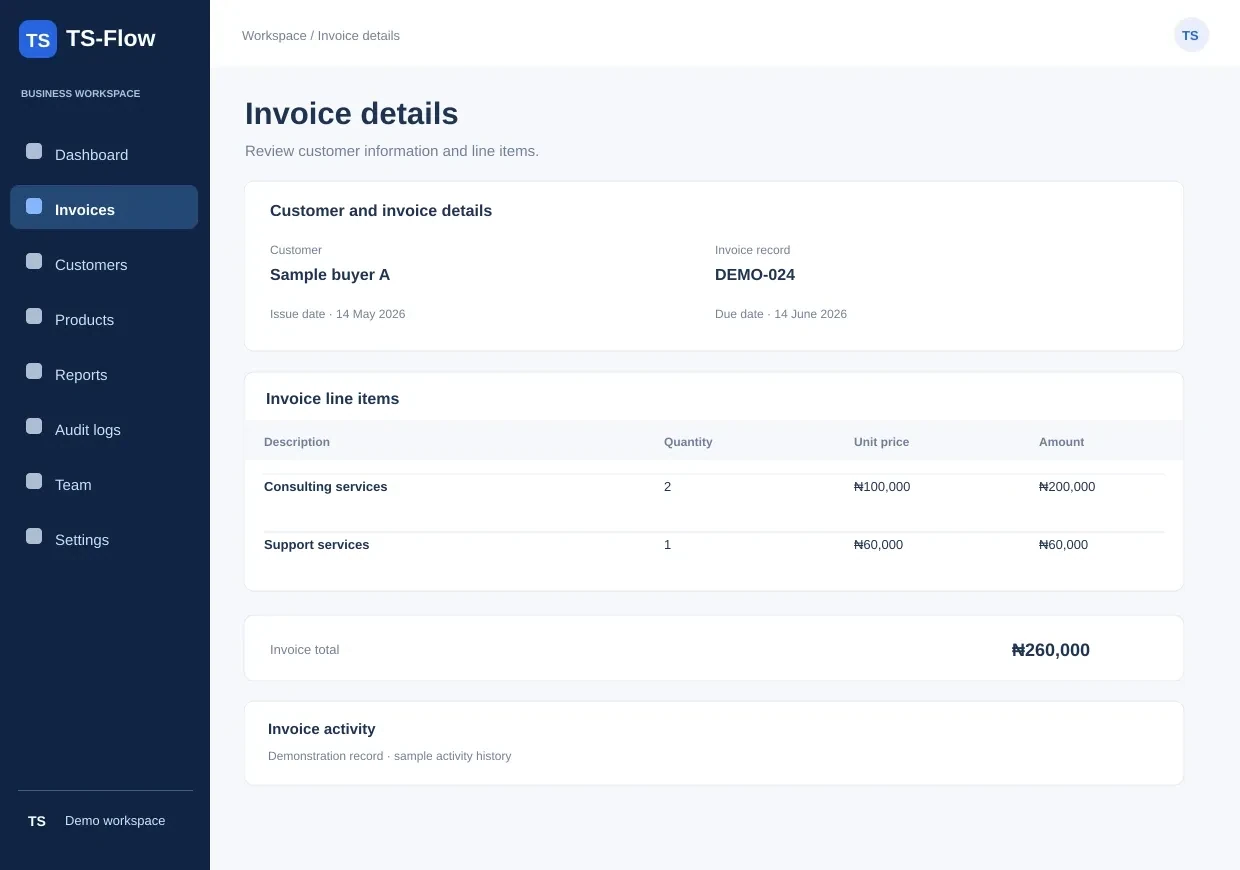 TS TS-Flow
BUSINESS WORKSPACE
Dashboard
Invoices
Customers
Products
Reports
Audit logs
Team
Settings
TS Demo workspace
Workspace / Invoice details
TS
Invoice details
Review customer information and line items.
Customer and invoice details
Customer Invoice record
Sample buyer A DEMO-024
Issue date · 14 May 2026 Due date · 14 June 2026
Invoice line items
Description Quantity Unit price Amount
Consulting services 2 ₦100,000 ₦200,000
Support services 1 ₦60,000 ₦60,000
Invoice total ₦260,000
Invoice activity
Demonstration record · sample activity history